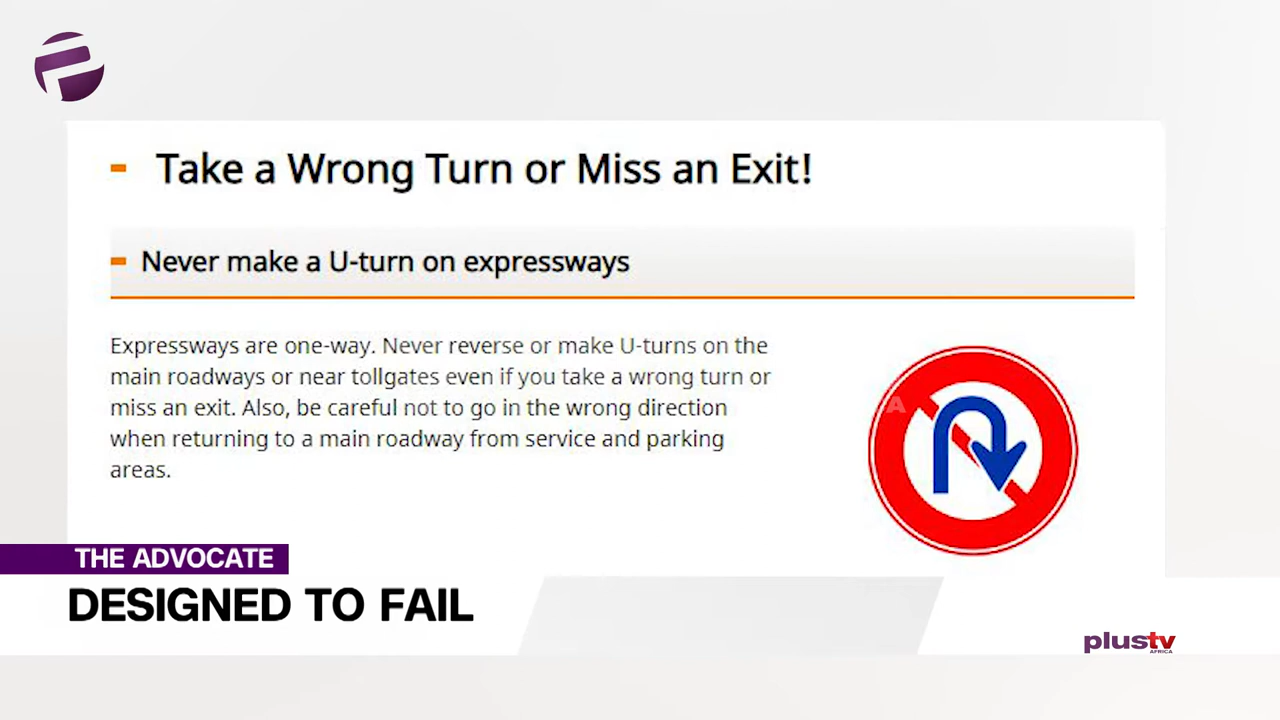 Take a Wrong Turn or Miss an Exit!
Never make a U-turn on expressways
Expressways are one-way. Never reverse or make U-turns on the
main roadways or near tollgates even if you take a wrong turn or
miss an exit. Also, be careful not to go in the wrong direction
when returning to a main roadway from service and parking
areas.
A
THE ADVOCATE
DESIGNED TO FAIL
plustv
AFRICA